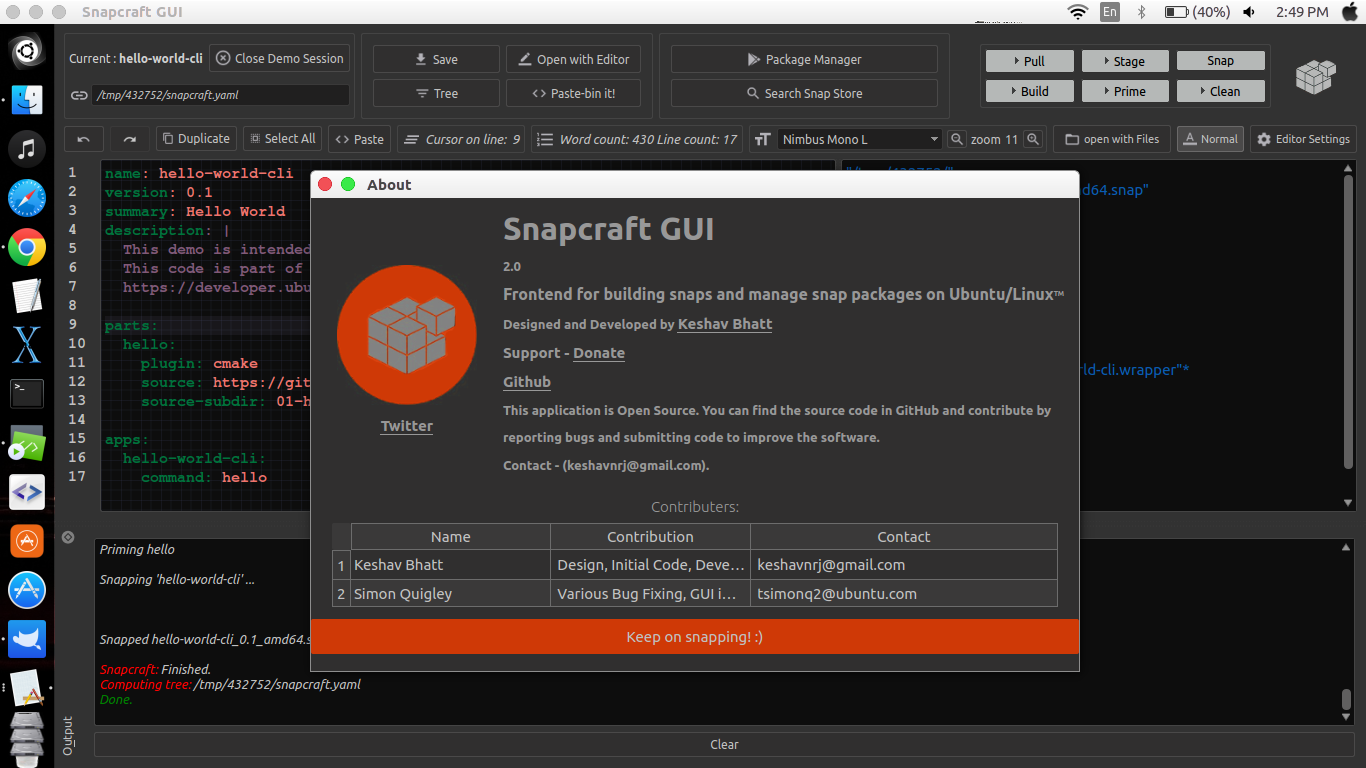 Snapcraft GUI
En
(40%)
2:49 PM
Current : hello-world-cli
Close Demo Session
/tmp/432752/snapcraft.yaml
Save
Open with Editor
Tree
Paste-bin it!
Package Manager
Search Snap Store
Pull
Stage
Snap
Build
Prime
Clean
Duplicate
Select All
Paste
Cursor on line: 9
Word count: 430 Line count: 17
Nimbus Mono L
zoom 11
open with Files
Normal
Editor Settings
1 name: hello-world-cli
2 version: 0.1
3 summary: Hello World
4 description: |
5 This demo is intended
6 This code is part of
7 https://developer.ubu
8
9 parts:
10 hello:
11 plugin: cmake
12 source: https://git
13 source-subdir: 01-h
14
15 apps:
16 hello-world-cli:
17 command: hello
d64.snap"
ld-cli.wrapper"*
About
Snapcraft GUI
2.0
Frontend for building snaps and manage snap packages on Ubuntu/Linux™
Designed and Developed by Keshav Bhatt
Support - Donate
Github
This application is Open Source. You can find the source code in GitHub and contribute by
reporting bugs and submitting code to improve the software.
Contact - (keshavnrj@gmail.com).
Twitter
Contributers:
Name Contribution Contact
1 Keshav Bhatt Design, Initial Code, Deve... keshavnrj@gmail.com
2 Simon Quigley Various Bug Fixing, GUI i... tsimonq2@ubuntu.com
Keep on snapping! :)
Output
Priming hello
Snapping 'hello-world-cli' ...
Snapped hello-world-cli_0.1_amd64.s
Snapcraft: Finished.
Computing tree: /tmp/432752/snapcraft.yaml
Done.
Clear